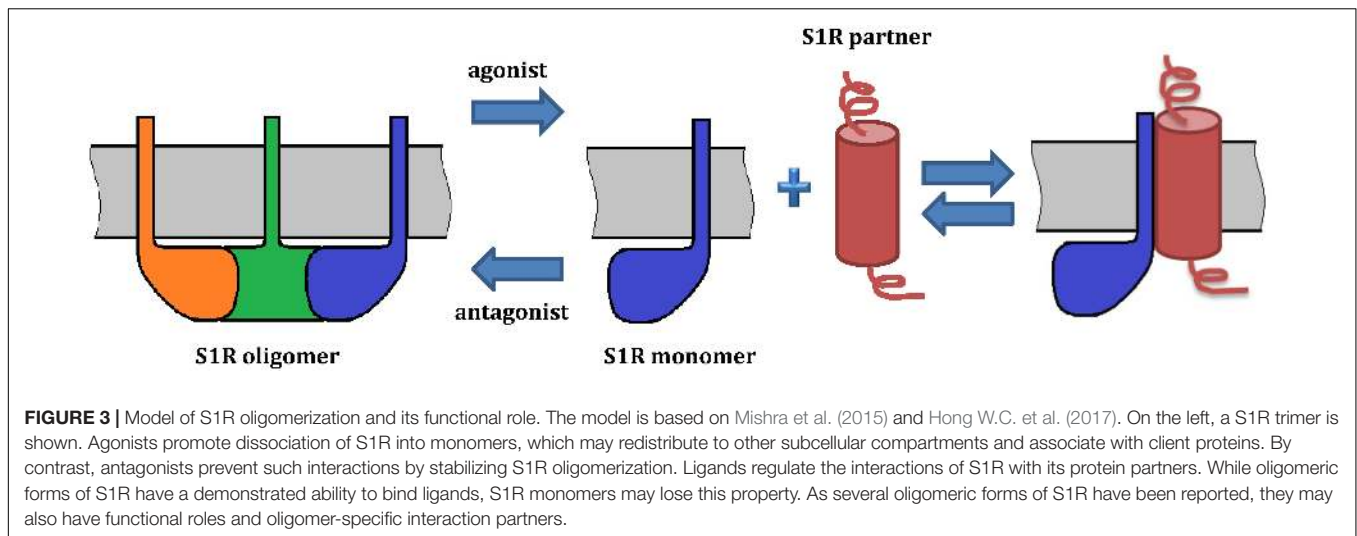 S1R partner
agonist
antagonist
S1R oligomer
S1R monomer
FIGURE 3 | Model of S1R oligomerization and its functional role. The model is based on Mishra et al. (2015) and Hong W.C. et al. (2017). On the left, a S1R trimer is
shown. Agonists promote dissociation of S1R into monomers, which may redistribute to other subcellular compartments and associate with client proteins. By
contrast, antagonists prevent such interactions by stabilizing S1R oligomerization. Ligands regulate the interactions of S1R with its protein partners. While oligomeric
forms of S1R have a demonstrated ability to bind ligands, S1R monomers may lose this property. As several oligomeric forms of S1R have been reported, they may
also have functional roles and oligomer-specific interaction partners.